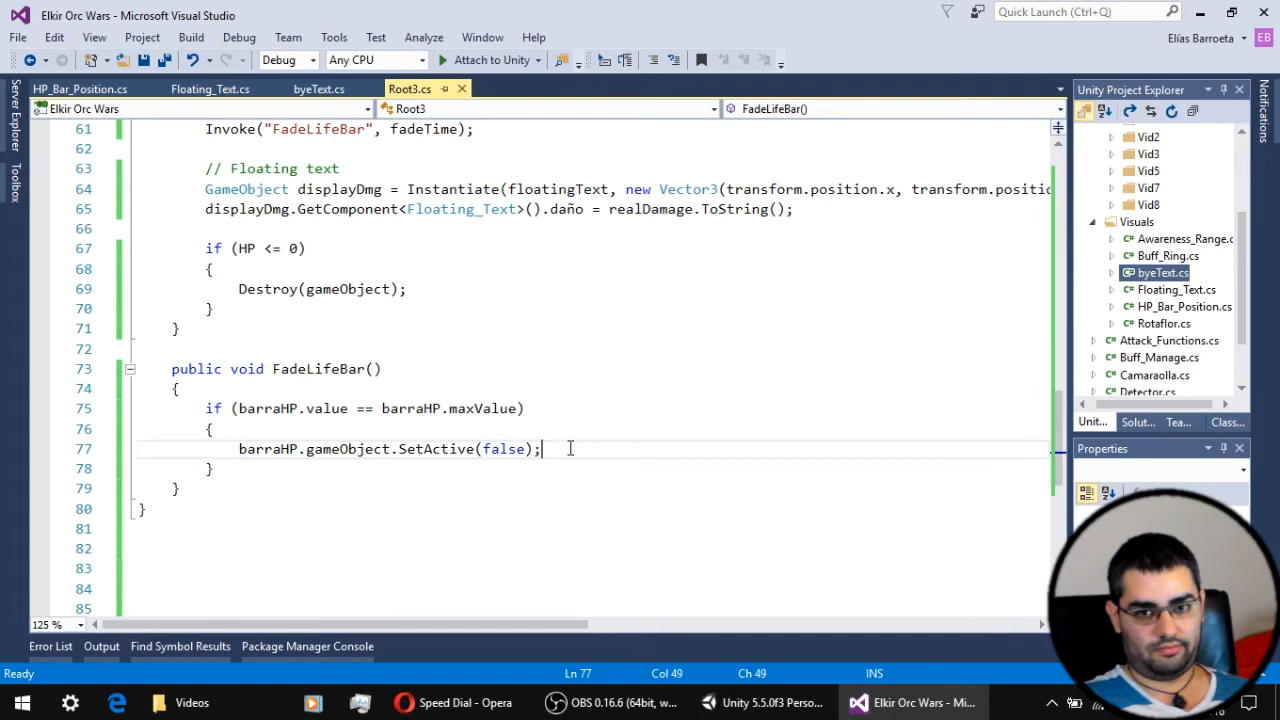 Elkir Orc Wars - Microsoft Visual Studio
Quick Launch (Ctrl+Q)
File Edit View Project Build Debug Team Tools Test Analyze Window Help
Elías Barroeta EB
Debug Any CPU Attach to Unity
HP_Bar_Position.cs Floating_Text.cs byeText.cs Root3.cs
Elkir Orc Wars Root3 FadeLifeBar()
Server Explorer
Toolbox
61 Invoke("FadeLifeBar", fadeTime);
62
63 // Floating text
64 GameObject displayDmg = Instantiate(floatingText, new Vector3(transform.position.x, transform.positio
65 displayDmg.GetComponent<Floating_Text>().daño = realDamage.ToString();
66
67 if (HP <= 0)
68 {
69 Destroy(gameObject);
70 }
71 }
72
73 public void FadeLifeBar()
74 {
75 if (barraHP.value == barraHP.maxValue)
76 {
77 barraHP.gameObject.SetActive(false);
78 }
79 }
80 }
81
82
83
84
85
125 %
Unity Project Explorer
Vid2
Vid3
Vid5
Vid7
Vid8
Visuals
Awareness_Range.c
Buff_Ring.cs
byeText.cs
Floating_Text.cs
HP_Bar_Position.cs
Rotaflor.cs
Attack_Functions.cs
Buff_Manage.cs
Camaraolla.cs
Detector.cs
Unit... Solut... Tea... Class...
Properties
Notifications
Error List Output Find Symbol Results Package Manager Console
Ready Ln 77 Col 49 Ch 49 INS
Videos Speed Dial - Opera OBS 0.16.6 (64bit, w... Unity 5.5.0f3 Perso... Elkir Orc Wars - Mi...